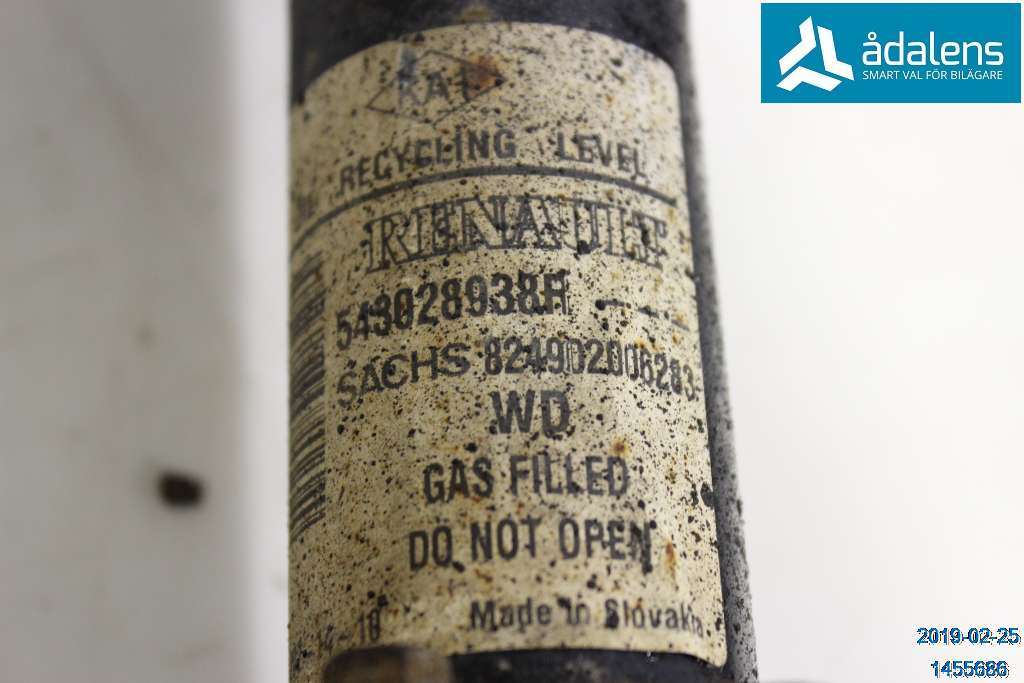 ådalens
SMART VAL FÖR BILÄGARE
RECYCLING LEVEL
RENAULT
543028938R
SACHS 824902006283
WD
GAS FILLED
DO NOT OPEN
Made in Slovakia
2019-02-25
1455686